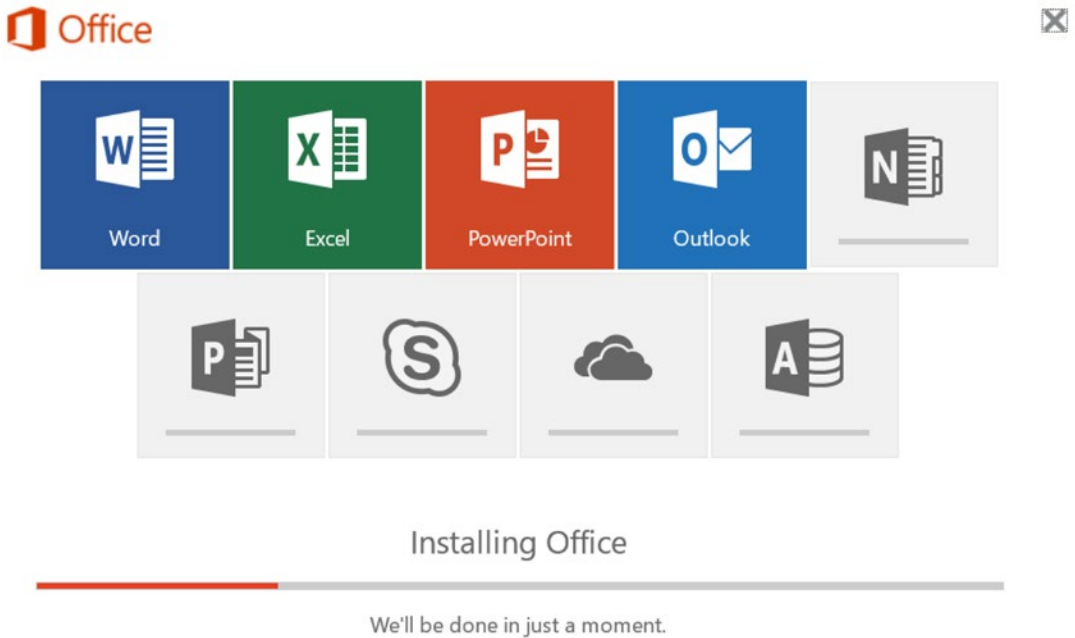 Office
Word
Excel
PowerPoint
Outlook
Installing Office
We'll be done in just a moment.